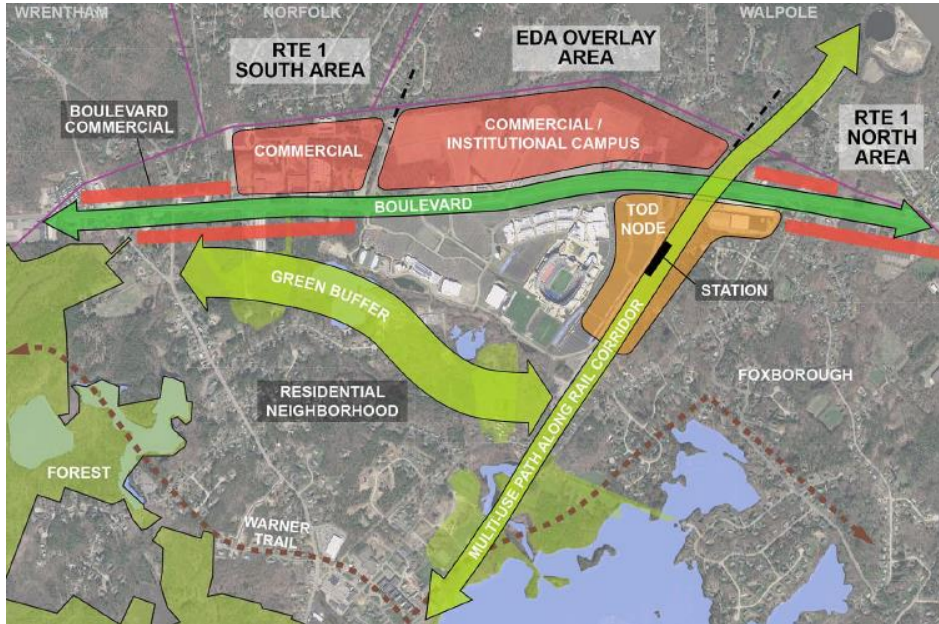 WRENTHAM
NORFOLK
WALPOLE
RTE 1
SOUTH AREA
EDA OVERLAY
AREA
BOULEVARD
COMMERCIAL
COMMERCIAL
COMMERCIAL /
INSTITUTIONAL CAMPUS
RTE 1
NORTH
AREA
BOULEVARD
TOD
NODE
STATION
GREEN BUFFER
MULTI-USE PATH ALONG RAIL CORRIDOR
RESIDENTIAL
NEIGHBORHOOD
FOXBOROUGH
FOREST
WARNER
TRAIL